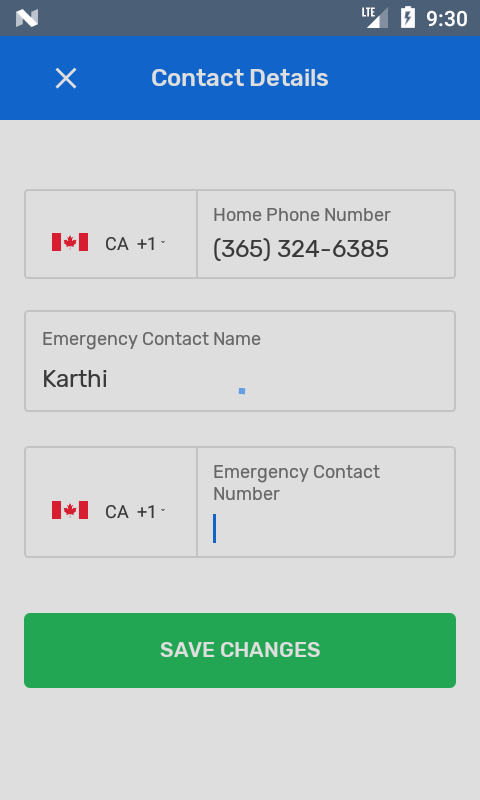 LTE 9:30
Contact Details
Home Phone Number
CA +1 (365) 324-6385
Emergency Contact Name
Karthi
Emergency Contact
Number
CA +1
SAVE CHANGES